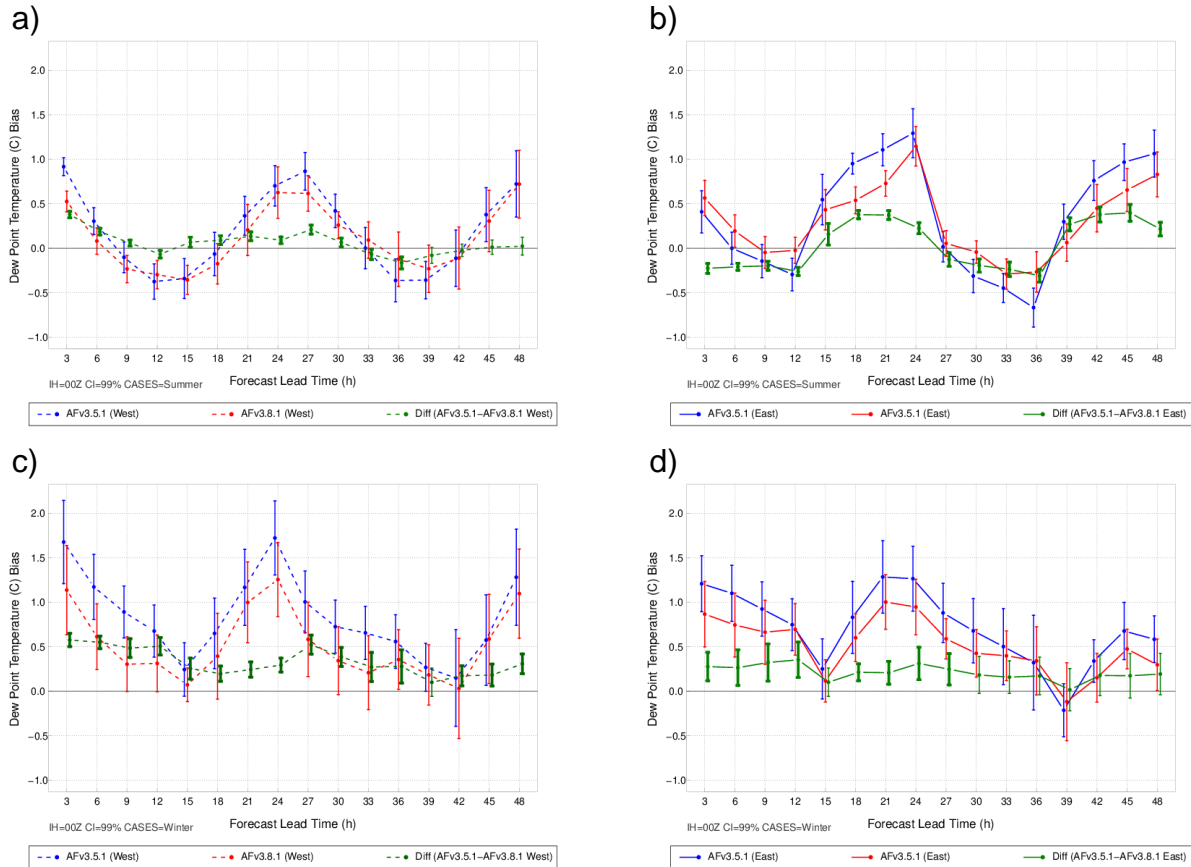 a)
Dew Point Temperature (C) Bias
2.0
1.5
1.0
0.5
0.0
−0.5
−1.0
3 6 9 12 15 18 21 24 27 30 33 36 39 42 45 48
IH=00Z CI=99% CASES=Summer
Forecast Lead Time (h)
AFv3.5.1 (West) AFv3.8.1 (West) Diff (AFv3.5.1−AFv3.8.1 West)
b)
Dew Point Temperature (C) Bias
2.0
1.5
1.0
0.5
0.0
−0.5
−1.0
3 6 9 12 15 18 21 24 27 30 33 36 39 42 45 48
IH=00Z CI=99% CASES=Summer
Forecast Lead Time (h)
AFv3.5.1 (East) AFv3.5.1 (East) Diff (AFv3.5.1−AFv3.8.1 East)
c)
Dew Point Temperature (C) Bias
2.0
1.5
1.0
0.5
0.0
−0.5
−1.0
3 6 9 12 15 18 21 24 27 30 33 36 39 42 45 48
IH=00Z CI=99% CASES=Winter
Forecast Lead Time (h)
AFv3.5.1 (West) AFv3.8.1 (West) Diff (AFv3.5.1−AFv3.8.1 West)
d)
Dew Point Temperature (C) Bias
2.0
1.5
1.0
0.5
0.0
−0.5
−1.0
3 6 9 12 15 18 21 24 27 30 33 36 39 42 45 48
IH=00Z CI=99% CASES=Winter
Forecast Lead Time (h)
AFv3.5.1 (East) AFv3.5.1 (East) Diff (AFv3.5.1−AFv3.8.1 East)